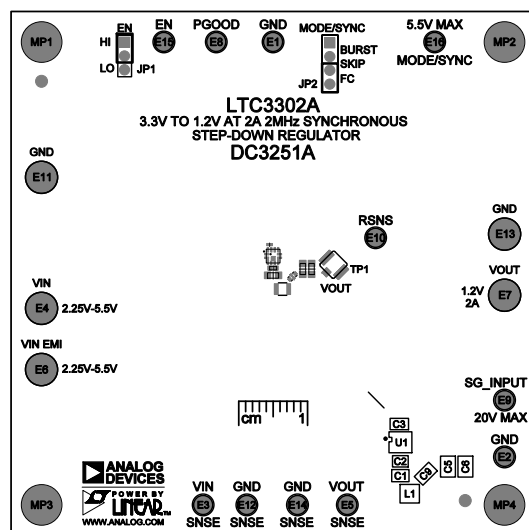 MP1
EN
HI
LO
JP1
EN
E15
PGOOD
E8
GND
E1
MODE/SYNC
BURST
SKIP
FC
JP2
5.5V MAX
E16
MODE/SYNC
MP2
LTC3302A
3.3V TO 1.2V AT 2A 2MHz SYNCHRONOUS
STEP-DOWN REGULATOR
DC3251A
GND
E11
RSNS
E10
GND
E13
TP1
VOUT
VOUT
1.2V
2A
E7
VIN
E4
2.25V-5.5V
VIN EMI
E6
2.25V-5.5V
SG_INPUT
E9
20V MAX
cm 1
C3
U1
C2
C1
L1
C9
C5
C6
GND
E2
ANALOG
DEVICES
POWER BY
LINEAR™
WWW.ANALOG.COM
MP3
VIN
E3
SNSE
GND
E12
SNSE
GND
E14
SNSE
VOUT
E5
SNSE
MP4